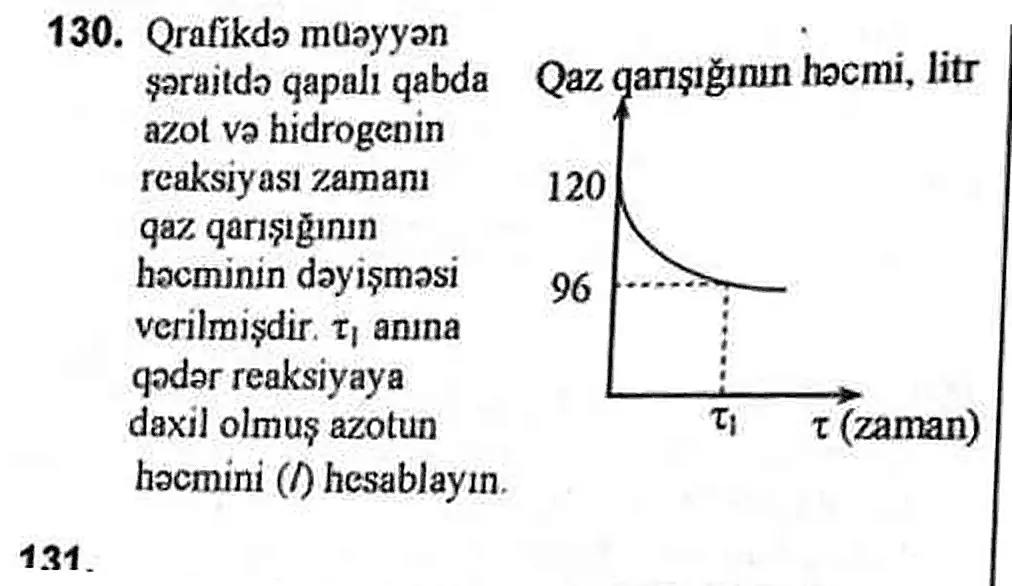 130. Qrafikdə müəyyən
şəraitdə qapalı qabda
azot və hidrogenin
reaksiyası zamanı
qaz qarışığının
həcminin dəyişməsi
verilmişdir. τ₁ anına
qədər reaksiyaya
daxil olmuş azotun
həcmini (l) hesablayın.
Qaz qarışığının həcmi, litr
120
96
τ₁ τ (zaman)
131.